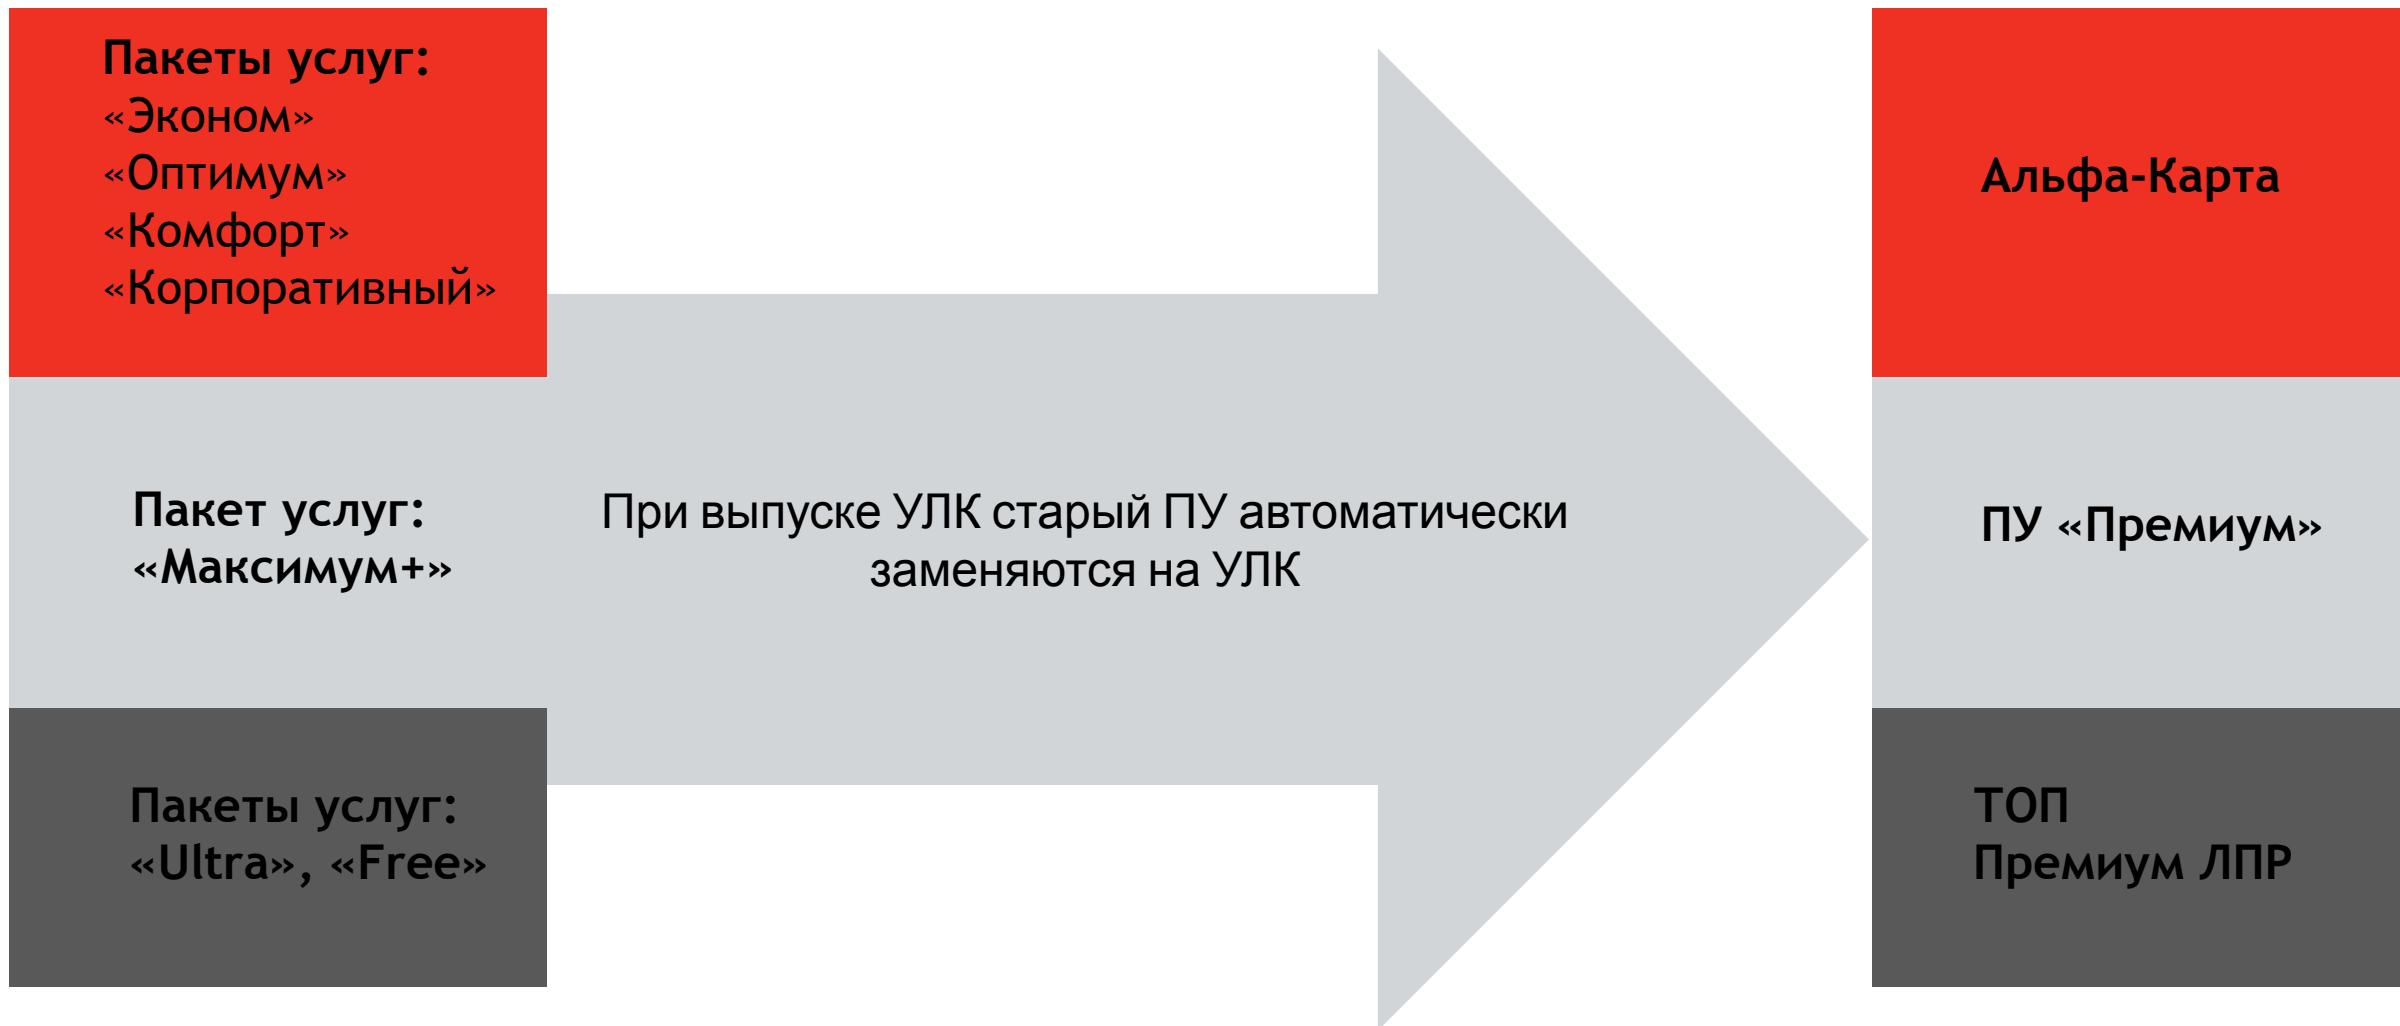 Пакеты услуг:
«Эконом»
«Оптимум»
«Комфорт»
«Корпоративный»
Пакет услуг:
«Максимум+»
Пакеты услуг:
«Ultra», «Free»
При выпуске УЛК старый ПУ автоматически
заменяются на УЛК
Альфа-Карта
ПУ «Премиум»
ТОП
Премиум ЛПР